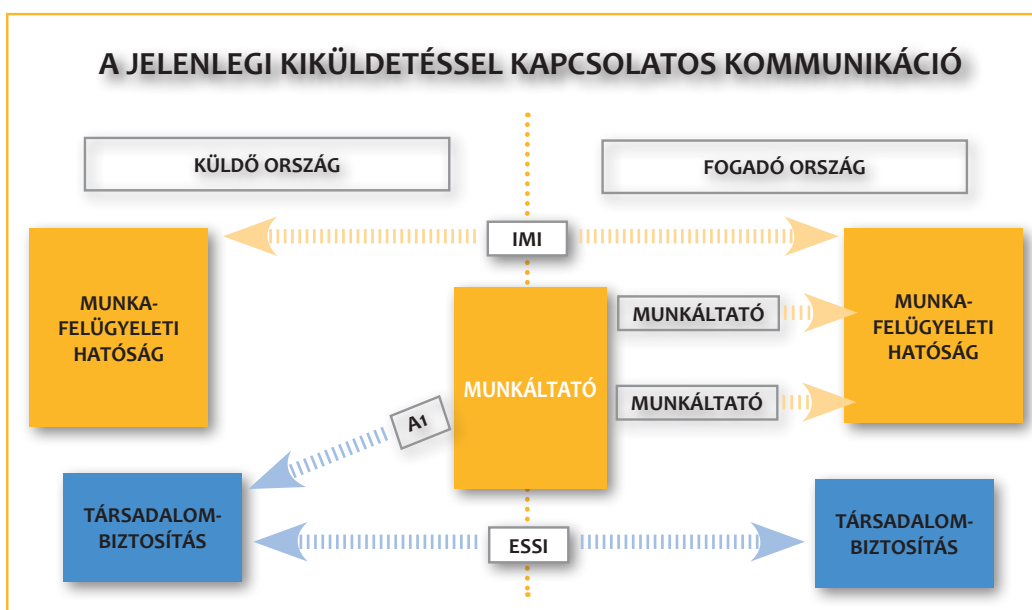 A JELENLEGI KIKÜLDETÉSSEL KAPCSOLATOS KOMMUNIKÁCIÓ
KÜLDŐ ORSZÁG
FOGADÓ ORSZÁG
IMI
MUNKA-
FELÜGYELETI
HATÓSÁG
MUNKÁLTATÓ
MUNKÁLTATÓ
MUNKÁLTATÓ
MUNKA-
FELÜGYELETI
HATÓSÁG
A1
TÁRSADALOM-
BIZTOSÍTÁS
ESSI
TÁRSADALOM-
BIZTOSÍTÁS